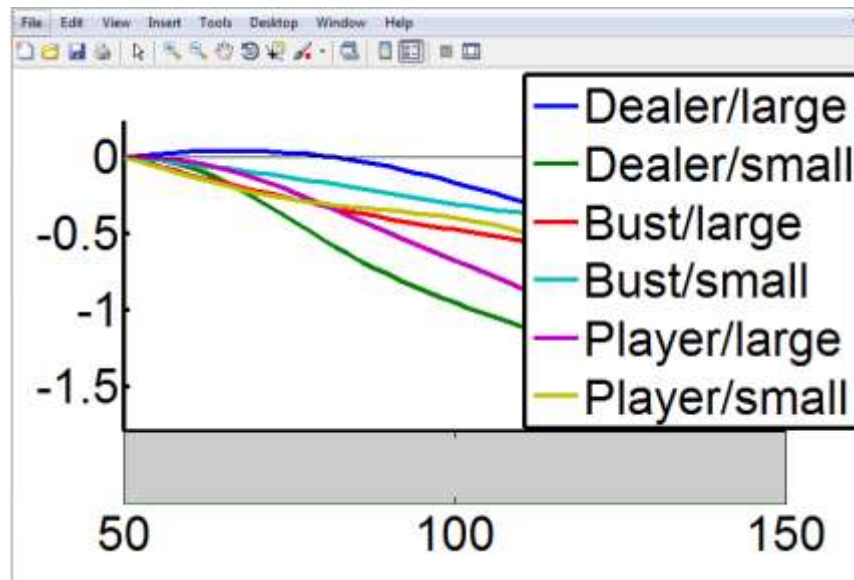 File Edit View Insert Tools Desktop Window Help
Dealer/large
Dealer/small
Bust/large
Bust/small
Player/large
Player/small
0
-0.5
-1
-1.5
50 100 150